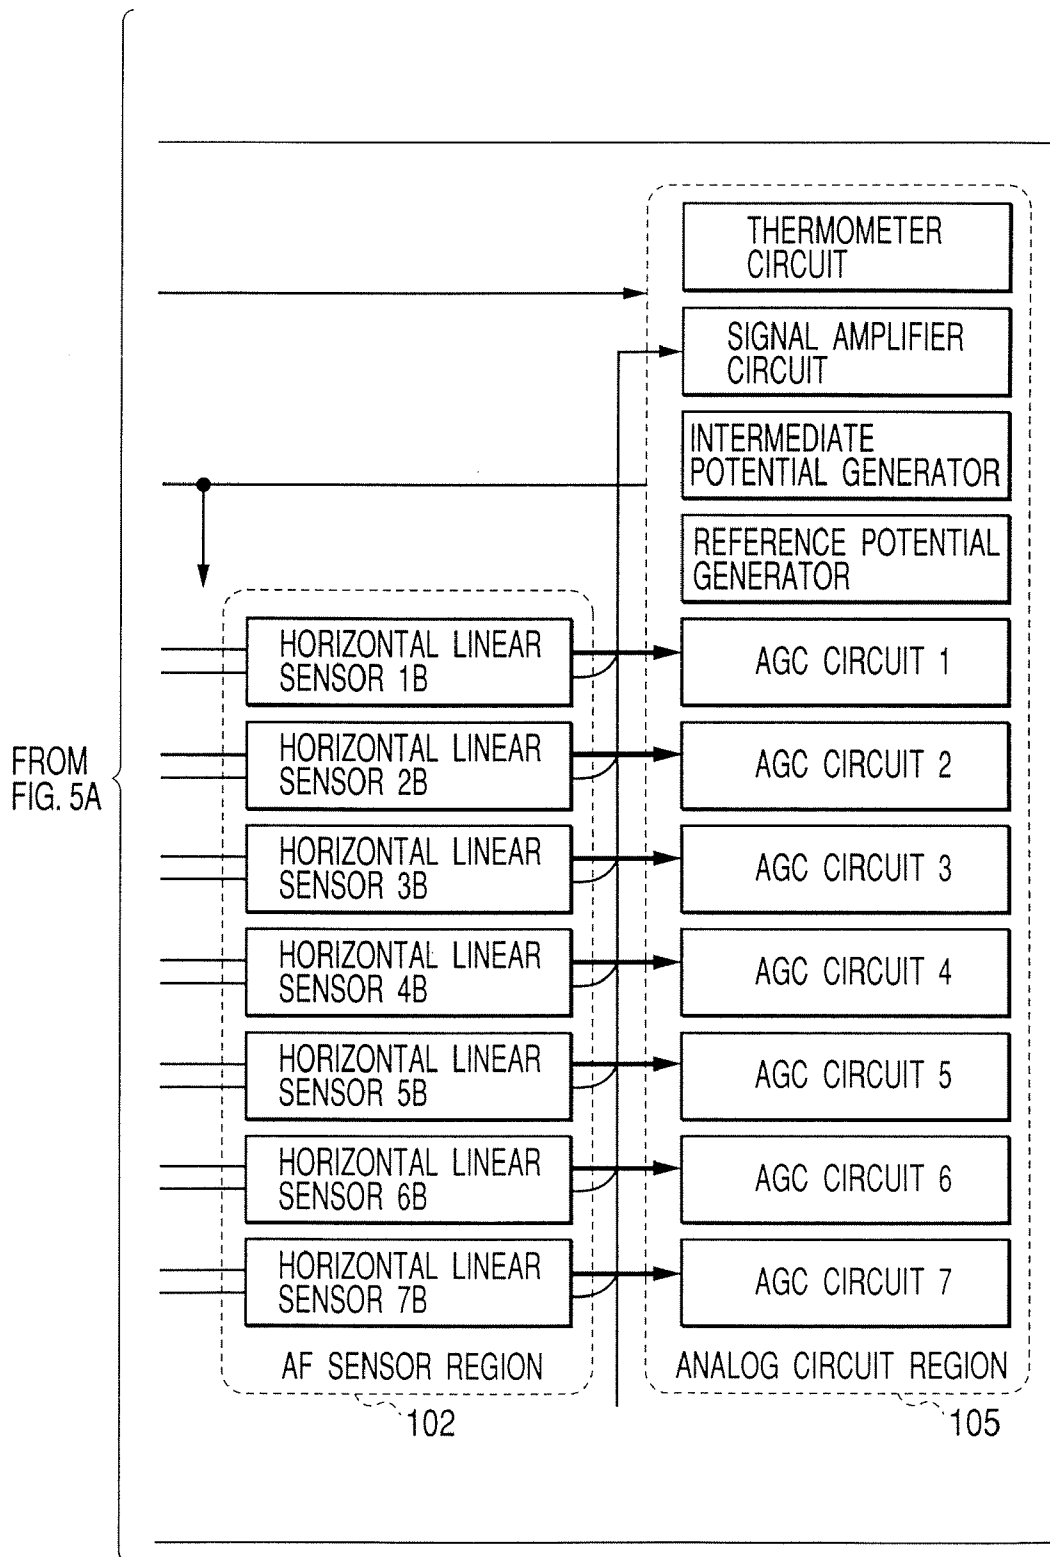 FROM
FIG. 5A
THERMOMETER
CIRCUIT
SIGNAL AMPLIFIER
CIRCUIT
INTERMEDIATE
POTENTIAL GENERATOR
REFERENCE POTENTIAL
GENERATOR
HORIZONTAL LINEAR
SENSOR 1B
AGC CIRCUIT 1
HORIZONTAL LINEAR
SENSOR 2B
AGC CIRCUIT 2
HORIZONTAL LINEAR
SENSOR 3B
AGC CIRCUIT 3
HORIZONTAL LINEAR
SENSOR 4B
AGC CIRCUIT 4
HORIZONTAL LINEAR
SENSOR 5B
AGC CIRCUIT 5
HORIZONTAL LINEAR
SENSOR 6B
AGC CIRCUIT 6
HORIZONTAL LINEAR
SENSOR 7B
AGC CIRCUIT 7
AF SENSOR REGION
ANALOG CIRCUIT REGION
102
105